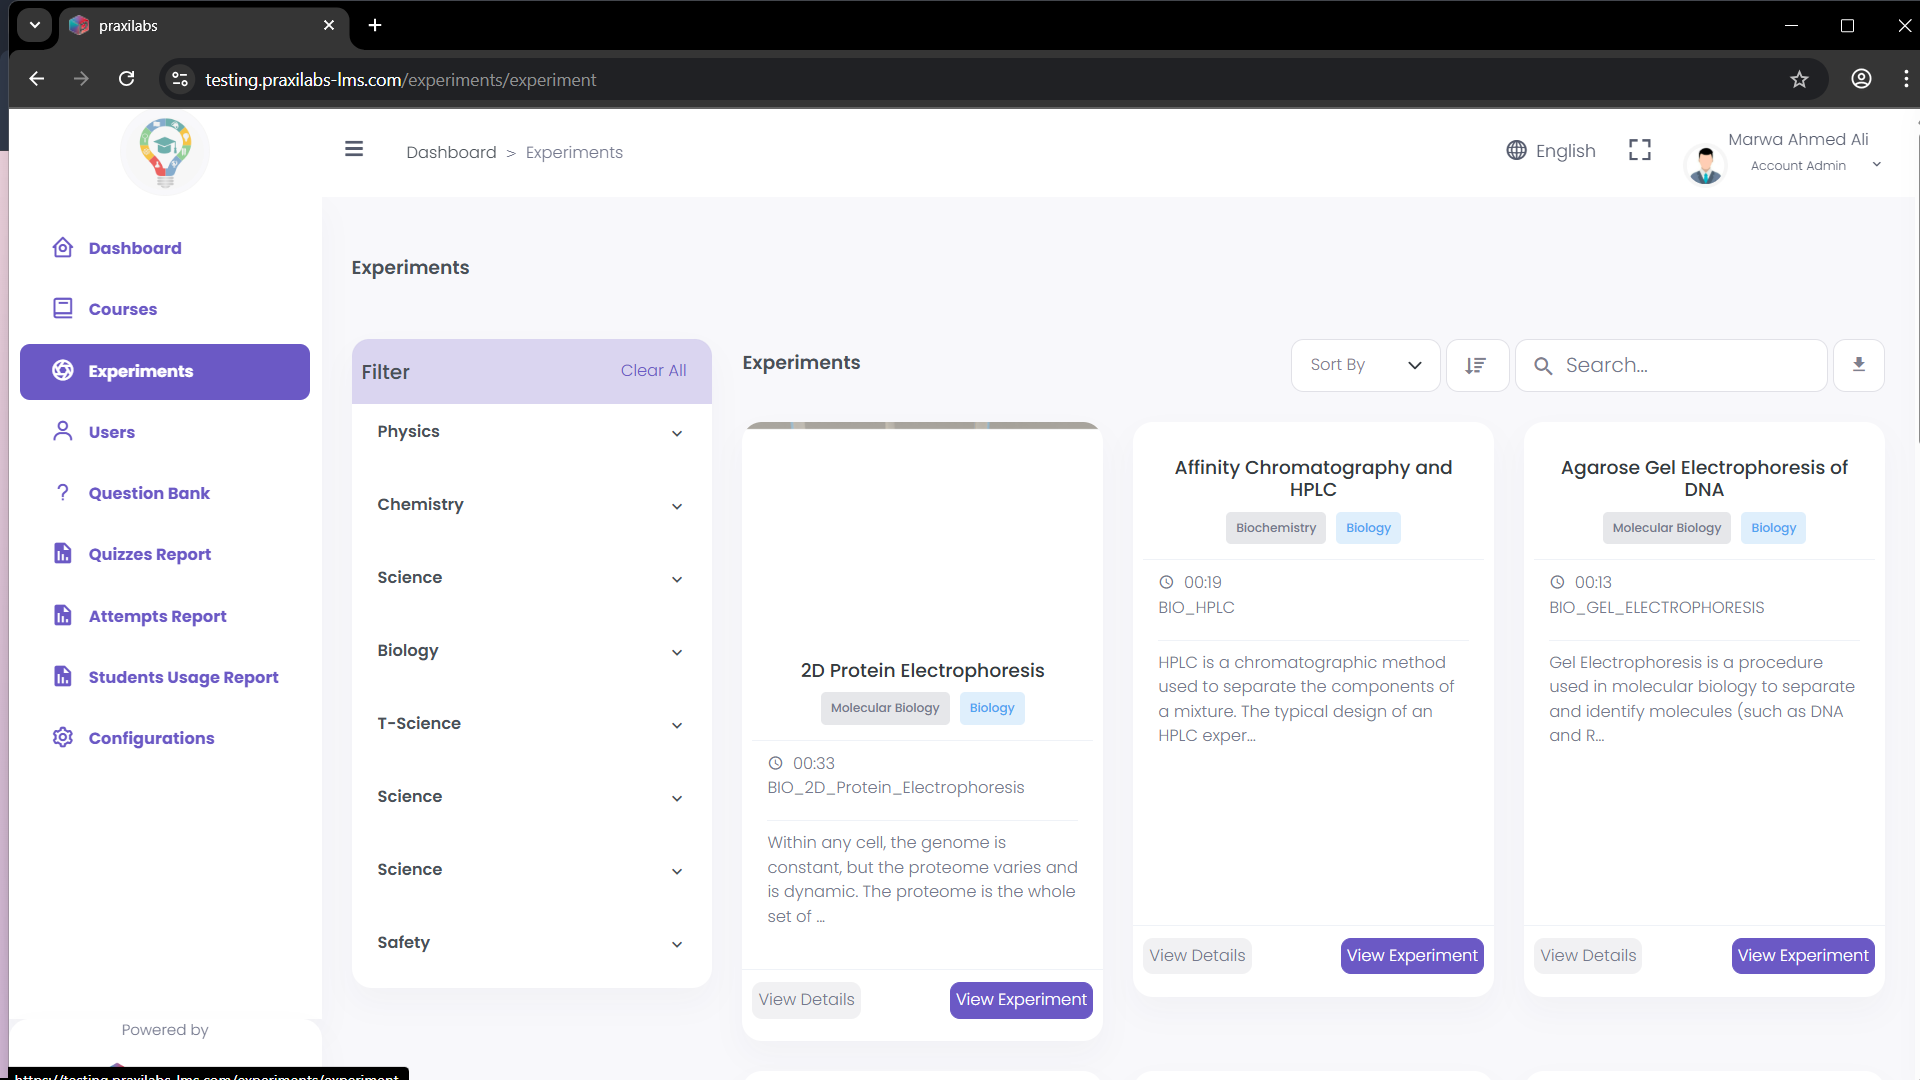 praxilabs
testing.praxilabs-lms.com/experiments/experiment
Dashboard > Experiments
English
Marwa Ahmed Ali
Account Admin
Dashboard
Courses
Experiments
Users
Question Bank
Quizzes Report
Attempts Report
Students Usage Report
Configurations
Powered by
https://testing.praxilabs-lms.com/experiments/experiment
Experiments
Filter
Clear All
Physics
Chemistry
Science
Biology
T-Science
Science
Science
Safety
Experiments
Sort By
Search...
2D Protein Electrophoresis
Molecular Biology
Biology
00:33
BIO_2D_Protein_Electrophoresis
Within any cell, the genome is
constant, but the proteome varies and
is dynamic. The proteome is the whole
set of ...
View Details
View Experiment
Affinity Chromatography and
HPLC
Biochemistry
Biology
00:19
BIO_HPLC
HPLC is a chromatographic method
used to separate the components of
a mixture. The typical design of an
HPLC exper...
View Details
View Experiment
Agarose Gel Electrophoresis of
DNA
Molecular Biology
Biology
00:13
BIO_GEL_ELECTROPHORESIS
Gel Electrophoresis is a procedure
used in molecular biology to separate
and identify molecules (such as DNA
and R...
View Details
View Experiment